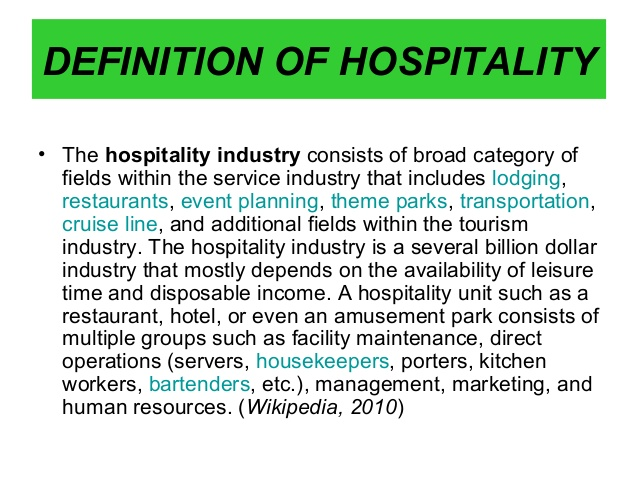 DEFINITION OF HOSPITALITY
• The hospitality industry consists of broad category of
fields within the service industry that includes lodging,
restaurants, event planning, theme parks, transportation,
cruise line, and additional fields within the tourism
industry. The hospitality industry is a several billion dollar
industry that mostly depends on the availability of leisure
time and disposable income. A hospitality unit such as a
restaurant, hotel, or even an amusement park consists of
multiple groups such as facility maintenance, direct
operations (servers, housekeepers, porters, kitchen
workers, bartenders, etc.), management, marketing, and
human resources. (Wikipedia, 2010)